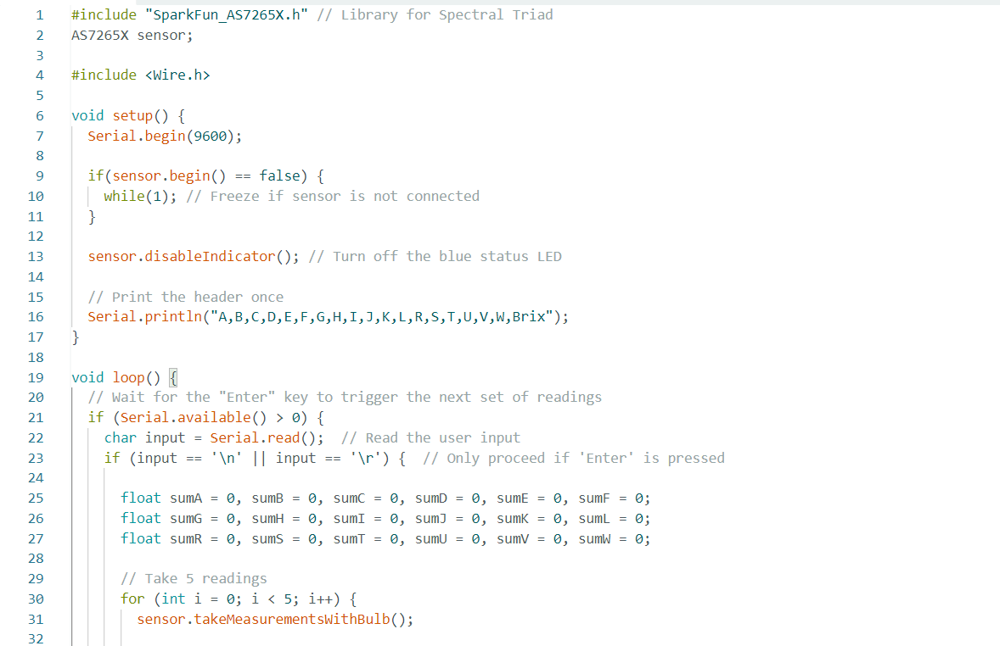 1 #include "SparkFun_AS7265X.h" // Library for Spectral Triad
2 AS7265X sensor;
3
4 #include <Wire.h>
5
6 void setup() {
7   Serial.begin(9600);
8
9   if(sensor.begin() == false) {
10     while(1); // Freeze if sensor is not connected
11   }
12
13   sensor.disableIndicator(); // Turn off the blue status LED
14
15   // Print the header once
16   Serial.println("A,B,C,D,E,F,G,H,I,J,K,L,R,S,T,U,V,W,Brix");
17 }
18
19 void loop() {
20   // Wait for the "Enter" key to trigger the next set of readings
21   if (Serial.available() > 0) {
22     char input = Serial.read();  // Read the user input
23     if (input == '\n' || input == '\r') {  // Only proceed if 'Enter' is pressed
24
25       float sumA = 0, sumB = 0, sumC = 0, sumD = 0, sumE = 0, sumF = 0;
26       float sumG = 0, sumH = 0, sumI = 0, sumJ = 0, sumK = 0, sumL = 0;
27       float sumR = 0, sumS = 0, sumT = 0, sumU = 0, sumV = 0, sumW = 0;
28
29       // Take 5 readings
30       for (int i = 0; i < 5; i++) {
31         sensor.takeMeasurementsWithBulb();
32